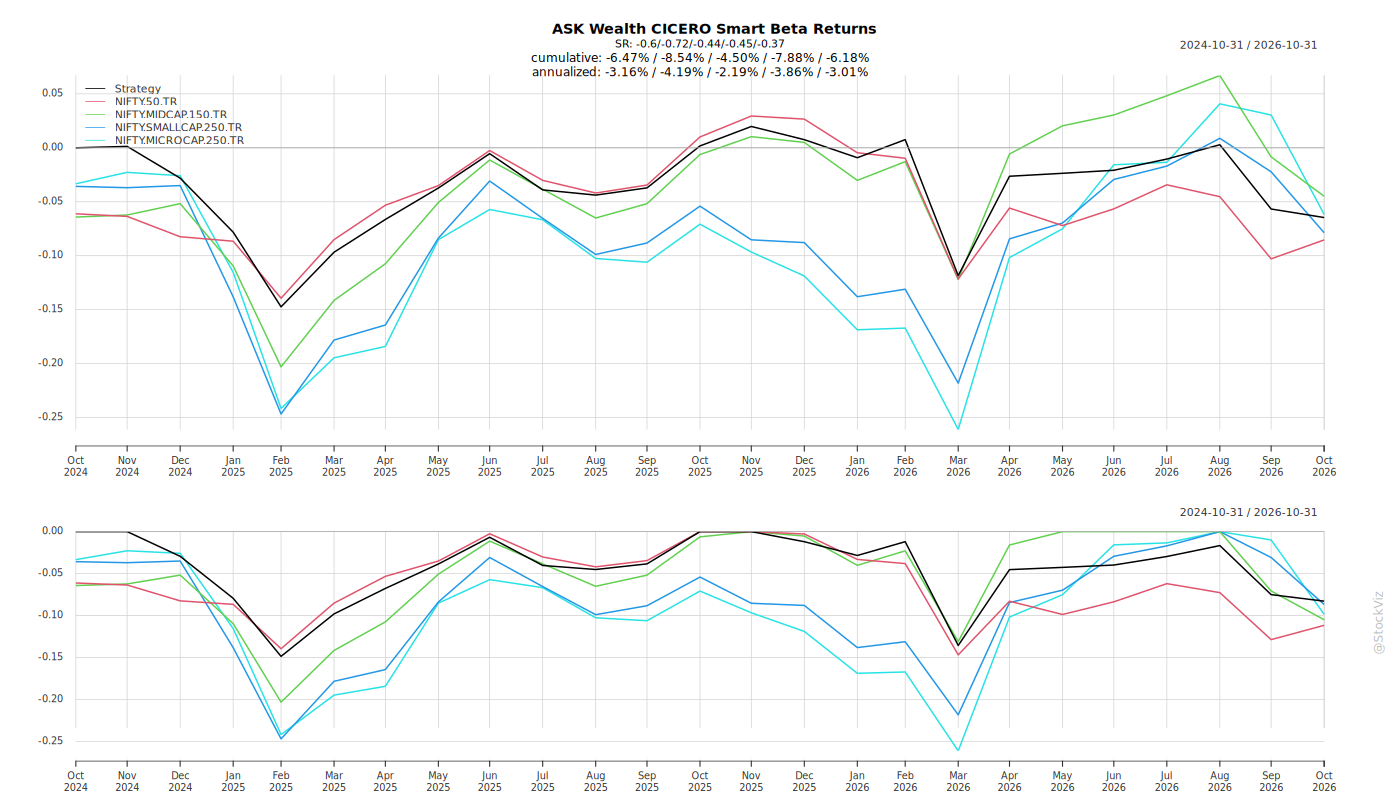 ASK Wealth CICERO Smart Beta Returns
SR: -0.6/-0.72/-0.44/-0.45/-0.37
cumulative: -6.47% / -8.54% / -4.50% / -7.88% / -6.18%
annualized: -3.16% / -4.19% / -2.19% / -3.86% / -3.01%
2024-10-31 / 2026-10-31
Strategy
NIFTY.50.TR
NIFTY.MIDCAP.150.TR
NIFTY.SMALLCAP.250.TR
NIFTY.MICROCAP.250.TR
0.05
0.00
-0.05
-0.10
-0.15
-0.20
-0.25
Oct Nov Dec Jan Feb Mar Apr May Jun Jul Aug Sep Oct Nov Dec Jan Feb Mar Apr May Jun Jul Aug Sep Oct
2024 2024 2024 2025 2025 2025 2025 2025 2025 2025 2025 2025 2025 2025 2025 2026 2026 2026 2026 2026 2026 2026 2026 2026 2026
2024-10-31 / 2026-10-31
0.00
-0.05
-0.10
-0.15
-0.20
-0.25
Oct Nov Dec Jan Feb Mar Apr May Jun Jul Aug Sep Oct Nov Dec Jan Feb Mar Apr May Jun Jul Aug Sep Oct
2024 2024 2024 2025 2025 2025 2025 2025 2025 2025 2025 2025 2025 2025 2025 2026 2026 2026 2026 2026 2026 2026 2026 2026 2026
@StockViz